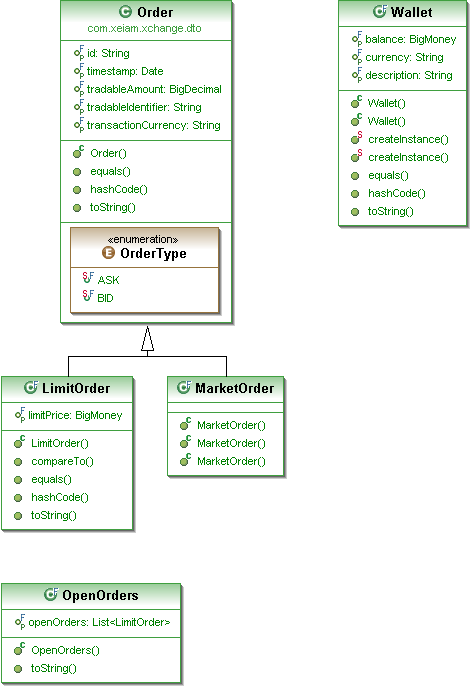 Order
com.xeiam.xchange.dto
id: String
timestamp: Date
tradableAmount: BigDecimal
tradableIdentifier: String
transactionCurrency: String
Order()
equals()
hashCode()
toString()
«enumeration»
OrderType
ASK
BID
Wallet
balance: BigMoney
currency: String
description: String
Wallet()
Wallet()
createInstance()
createInstance()
equals()
hashCode()
toString()
LimitOrder
limitPrice: BigMoney
LimitOrder()
compareTo()
equals()
hashCode()
toString()
MarketOrder
MarketOrder()
MarketOrder()
MarketOrder()
OpenOrders
openOrders: List<LimitOrder>
OpenOrders()
toString()